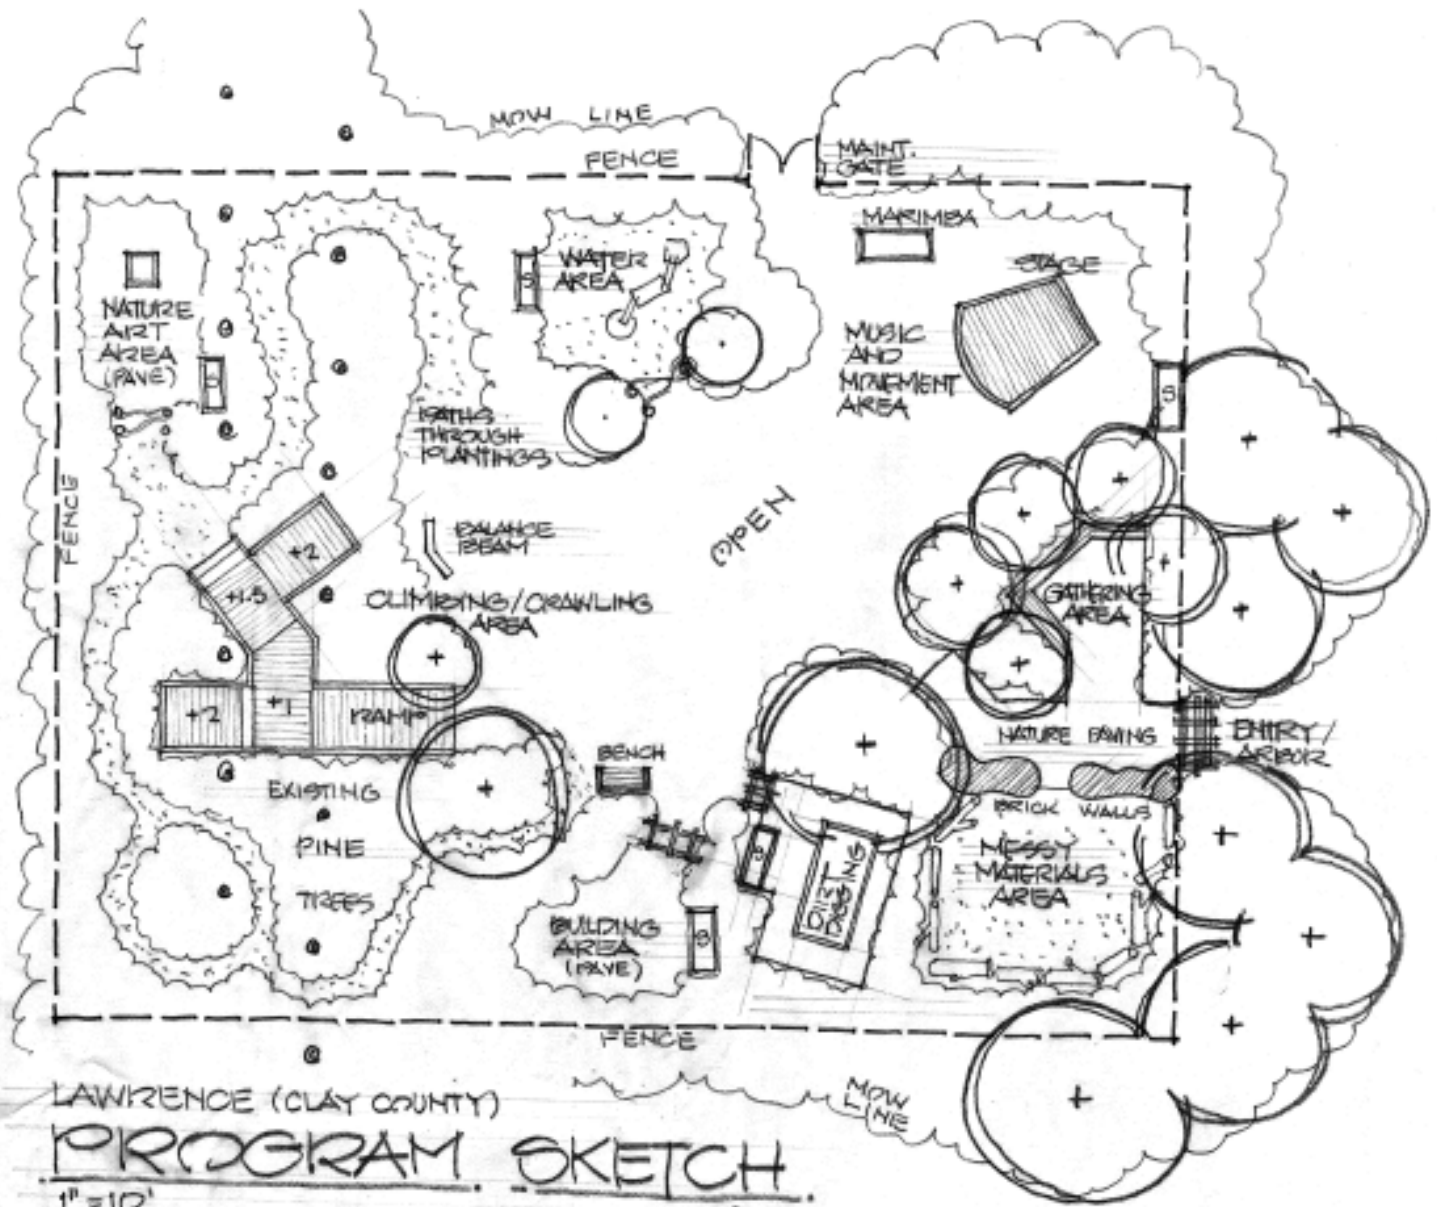 MOW LINE
FENCE
MAINT.
GATE
MARIMBA
STAGE
WATER
AREA
S
NATURE
ART
AREA
(PAVE)
S
MUSIC
AND
MOVEMENT
AREA
S
PATHS
THROUGH
PLANTINGS
FENCE
OPEN
BALANCE
BEAM
+2
+1.5
CLIMBING/CRAWLING
AREA
GATHERING
AREA
+2
+1
RAMP
NATURE PAVING
ENTRY/
ARBOR
BENCH
EXISTING
PINE
TREES
BRICK WALLS
MESSY
MATERIALS
AREA
S
DIRT
DIGGING
BUILDING
AREA
(PAVE)
S
FENCE
MOW
LINE
LAWRENCE (CLAY COUNTY)
PROGRAM SKETCH
1" = 10'